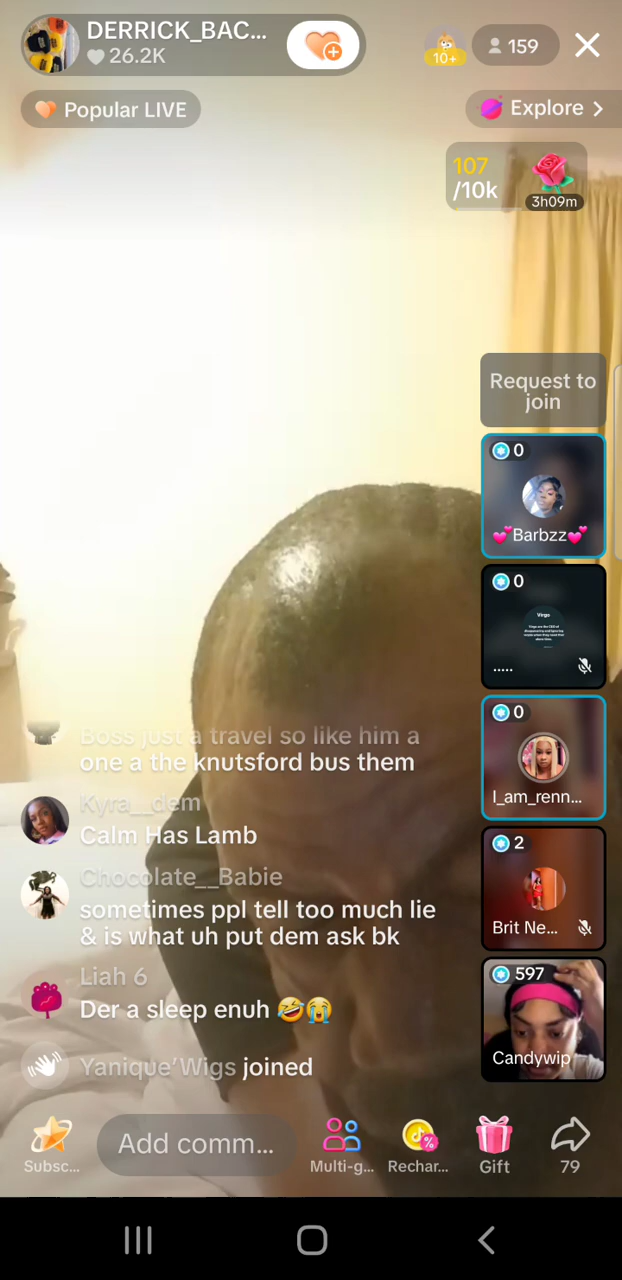 DERRICK_BAC...
26.2K
10+
159
Popular LIVE
Explore
107
/10k
3h09m
Request to
join
0
💕Barbzz💕
0
Virgo
.....
0
I_am_renn...
2
Brit Ne...
597
Candywip
Boss just a travel so like him a
one a the knutsford bus them
Kyra__dem
Calm Has Lamb
Chocolate__Babie
sometimes ppl tell too much lie
& is what uh put dem ask bk
Liah 6
Der a sleep enuh 🤣😭
Yanique'Wigs joined
Subsc...
Add comm...
Multi-g...
Rechar...
Gift
79